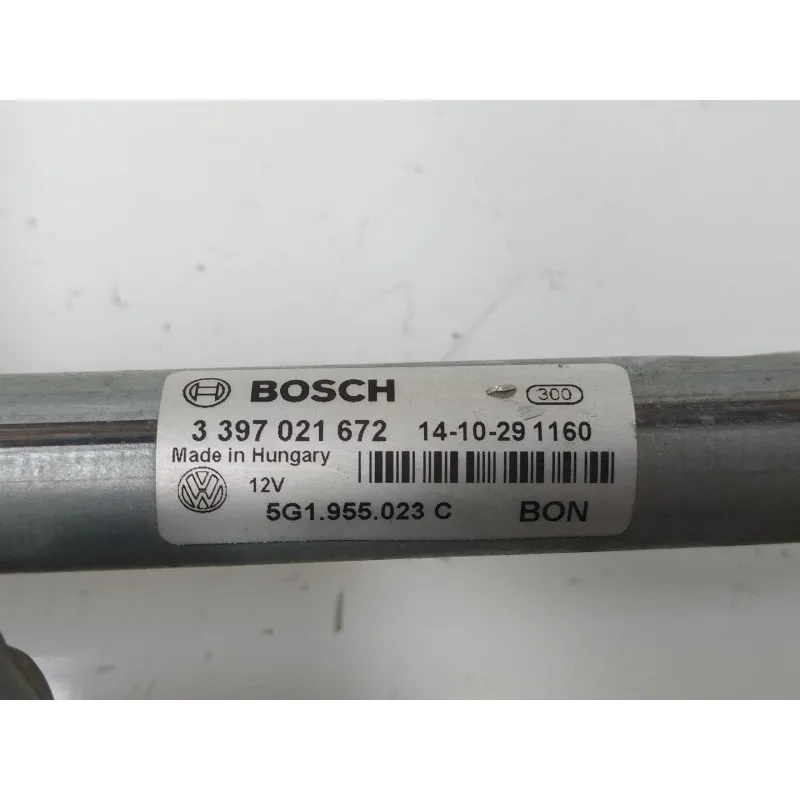 BOSCH 300
3 397 021 672 14-10-29 1160
Made in Hungary
12V
5G1.955.023 C BON